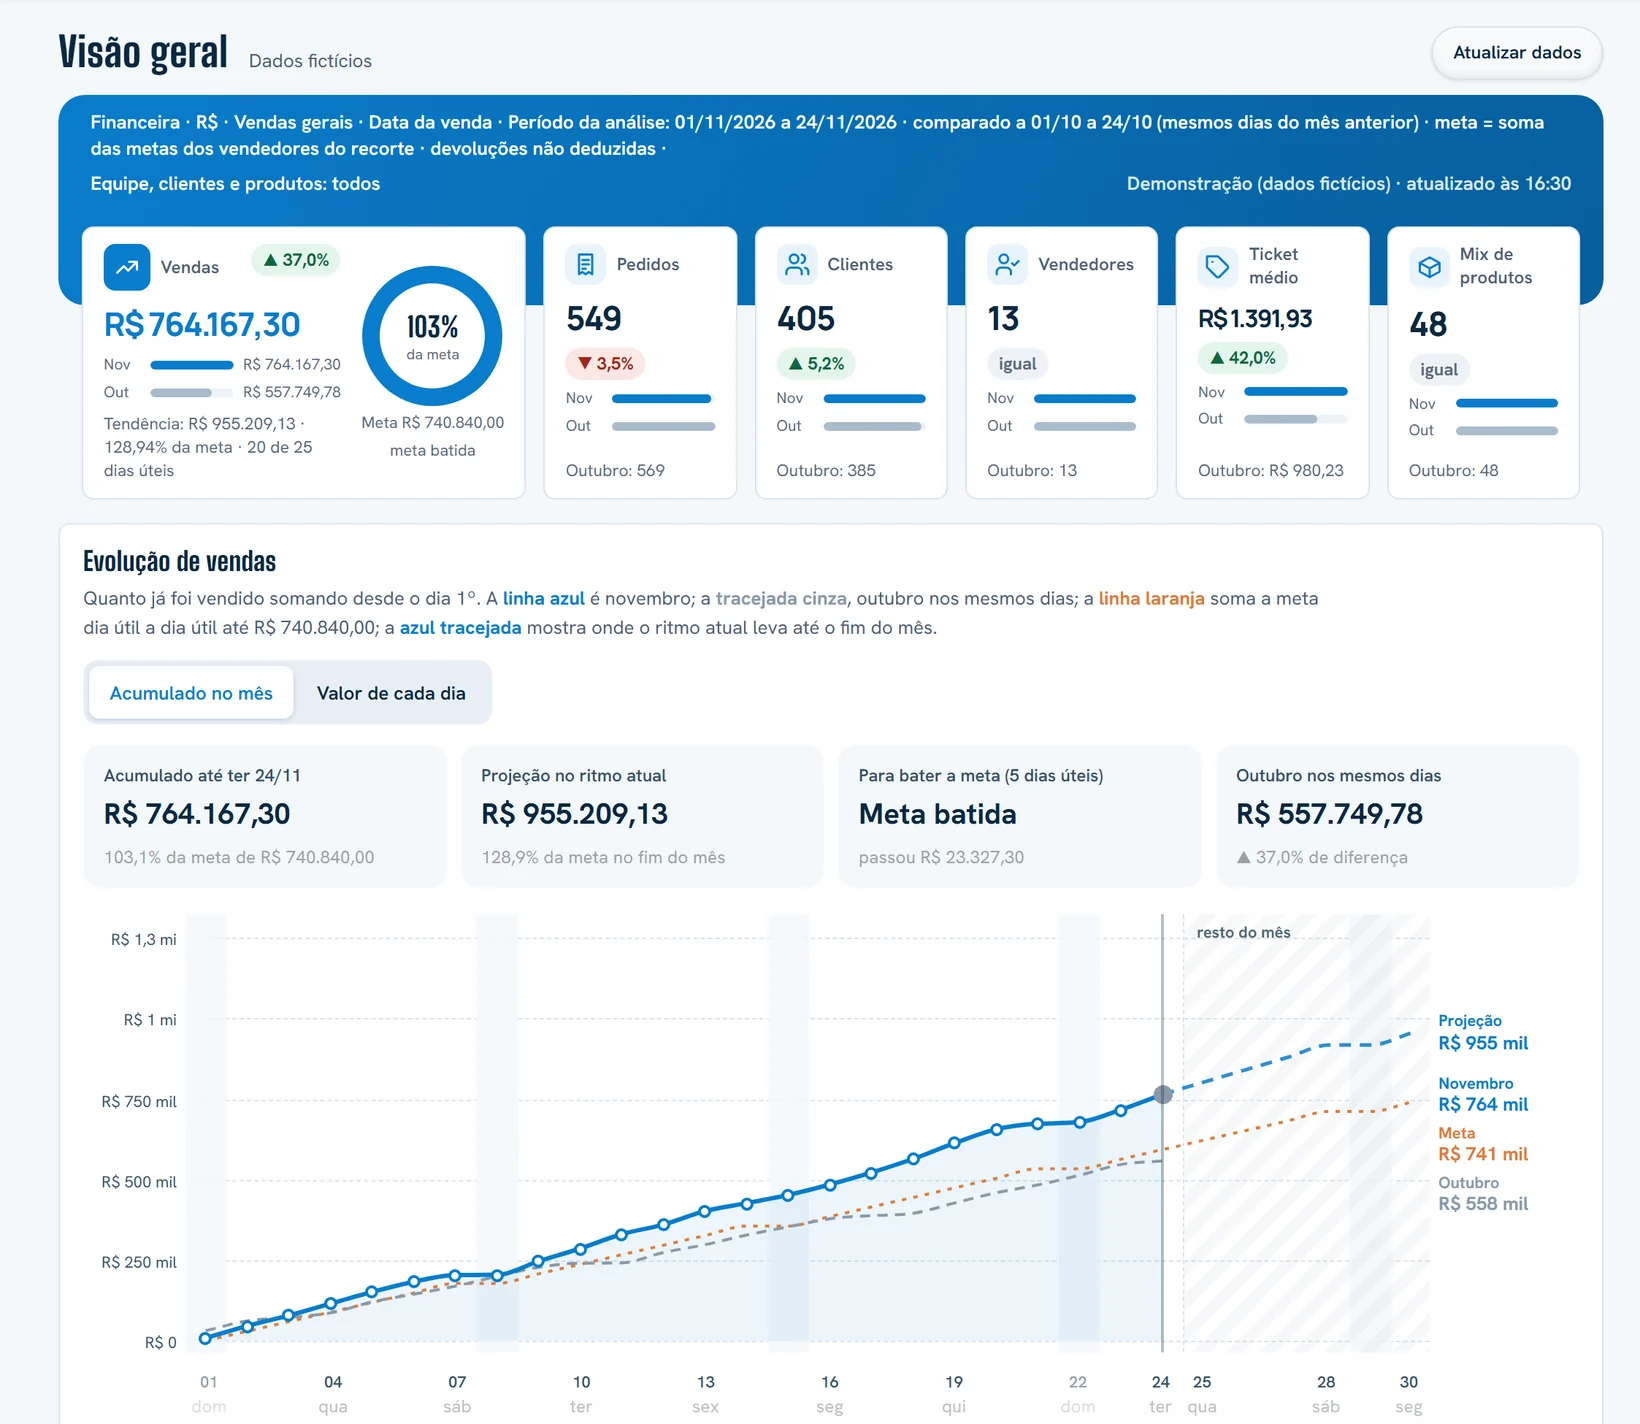 Visão geral
Dados fictícios
Atualizar dados
Financeira · R$ · Vendas gerais · Data da venda · Período da análise: 01/11/2026 a 24/11/2026 · comparado a 01/10 a 24/10 (mesmos dias do mês anterior) · meta = soma
das metas dos vendedores do recorte · devoluções não deduzidas ·
Equipe, clientes e produtos: todos
Demonstração (dados fictícios) · atualizado às 16:30
Vendas
▲ 37,0%
R$ 764.167,30
Nov R$ 764.167,30
Out R$ 557.749,78
Tendência: R$ 955.209,13 ·
128,94% da meta · 20 de 25
dias úteis
103%
da meta
Meta R$ 740.840,00
meta batida
Pedidos
549
▼ 3,5%
Nov
Out
Outubro: 569
Clientes
405
▲ 5,2%
Nov
Out
Outubro: 385
Vendedores
13
igual
Nov
Out
Outubro: 13
Ticket
médio
R$ 1.391,93
▲ 42,0%
Nov
Out
Outubro: R$ 980,23
Mix de
produtos
48
igual
Nov
Out
Outubro: 48
Evolução de vendas
Quanto já foi vendido somando desde o dia 1º. A linha azul é novembro; a tracejada cinza, outubro nos mesmos dias; a linha laranja soma a meta
dia útil a dia útil até R$ 740.840,00; a azul tracejada mostra onde o ritmo atual leva até o fim do mês.
Acumulado no mês
Valor de cada dia
Acumulado até ter 24/11
R$ 764.167,30
103,1% da meta de R$ 740.840,00
Projeção no ritmo atual
R$ 955.209,13
128,9% da meta no fim do mês
Para bater a meta (5 dias úteis)
Meta batida
passou R$ 23.327,30
Outubro nos mesmos dias
R$ 557.749,78
▲ 37,0% de diferença
R$ 1,3 mi
R$ 1 mi
R$ 750 mil
R$ 500 mil
R$ 250 mil
R$ 0
resto do mês
Projeção
R$ 955 mil
Novembro
R$ 764 mil
Meta
R$ 741 mil
Outubro
R$ 558 mil
01 04 07 10 13 16 19 22 24 25 28 30
dom qua sáb ter sex seg qui dom ter qua sáb seg